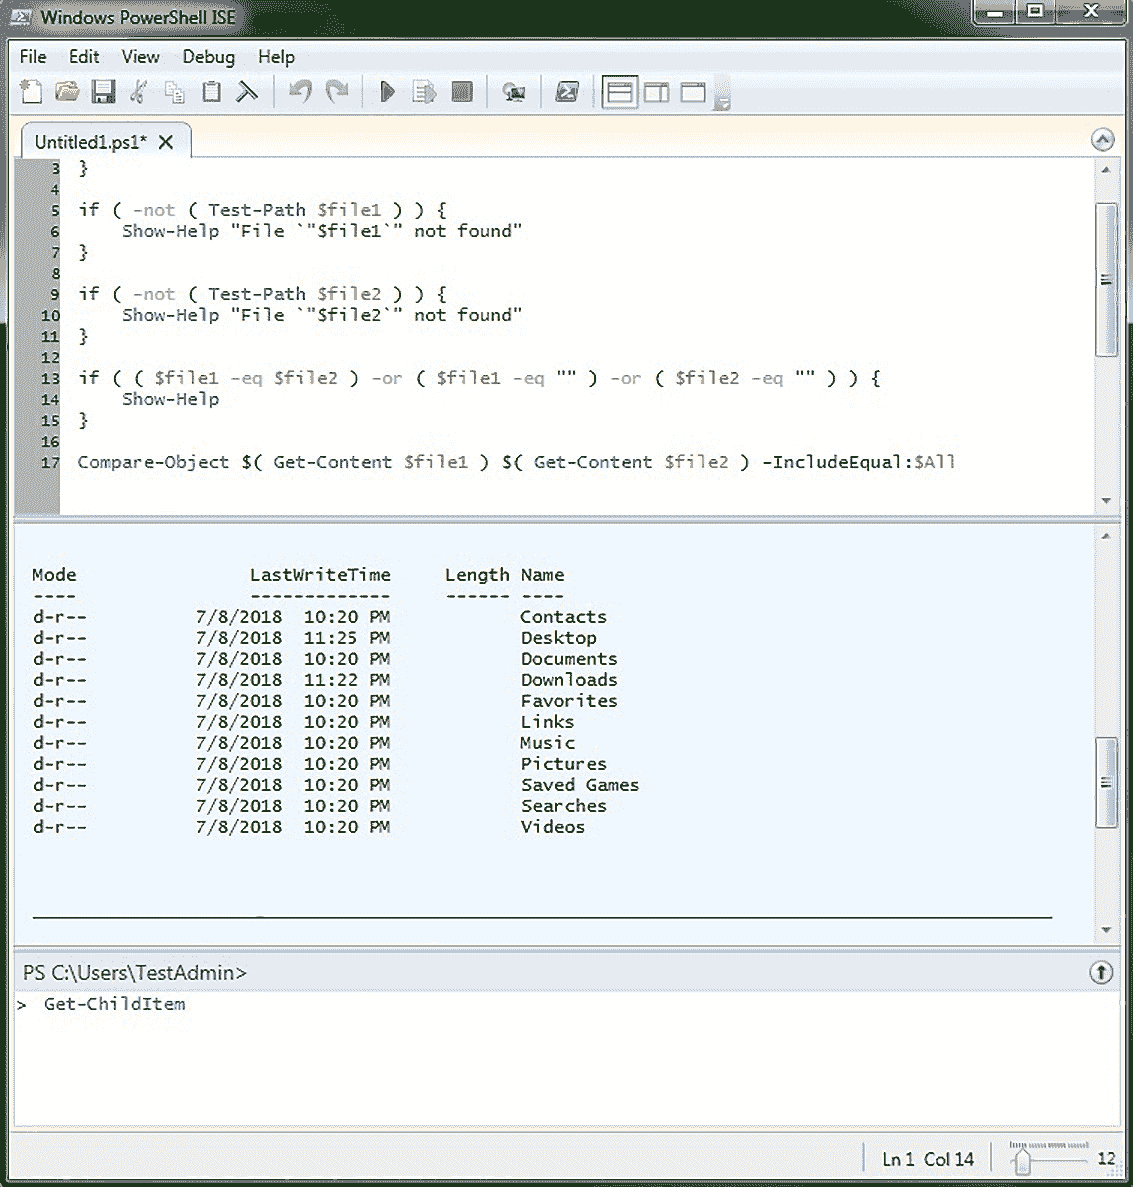 Windows PowerShell ISE
File Edit View Debug Help
Untitled1.ps1*
3 }
4
5 if ( -not ( Test-Path $file1 ) ) {
6     Show-Help "File `"$file1`" not found"
7 }
8
9 if ( -not ( Test-Path $file2 ) ) {
10     Show-Help "File `"$file2`" not found"
11 }
12
13 if ( ( $file1 -eq $file2 ) -or ( $file1 -eq "" ) -or ( $file2 -eq "" ) ) {
14     Show-Help
15 }
16
17 Compare-Object $( Get-Content $file1 ) $( Get-Content $file2 ) -IncludeEqual:$All
Mode                LastWriteTime     Length Name
----                -------------     ------ ----
d-r--          7/8/2018  10:20 PM            Contacts
d-r--          7/8/2018  11:25 PM            Desktop
d-r--          7/8/2018  10:20 PM            Documents
d-r--          7/8/2018  11:22 PM            Downloads
d-r--          7/8/2018  10:20 PM            Favorites
d-r--          7/8/2018  10:20 PM            Links
d-r--          7/8/2018  10:20 PM            Music
d-r--          7/8/2018  10:20 PM            Pictures
d-r--          7/8/2018  10:20 PM            Saved Games
d-r--          7/8/2018  10:20 PM            Searches
d-r--          7/8/2018  10:20 PM            Videos
PS C:\Users\TestAdmin>
> Get-ChildItem
Ln 1 Col 14 12